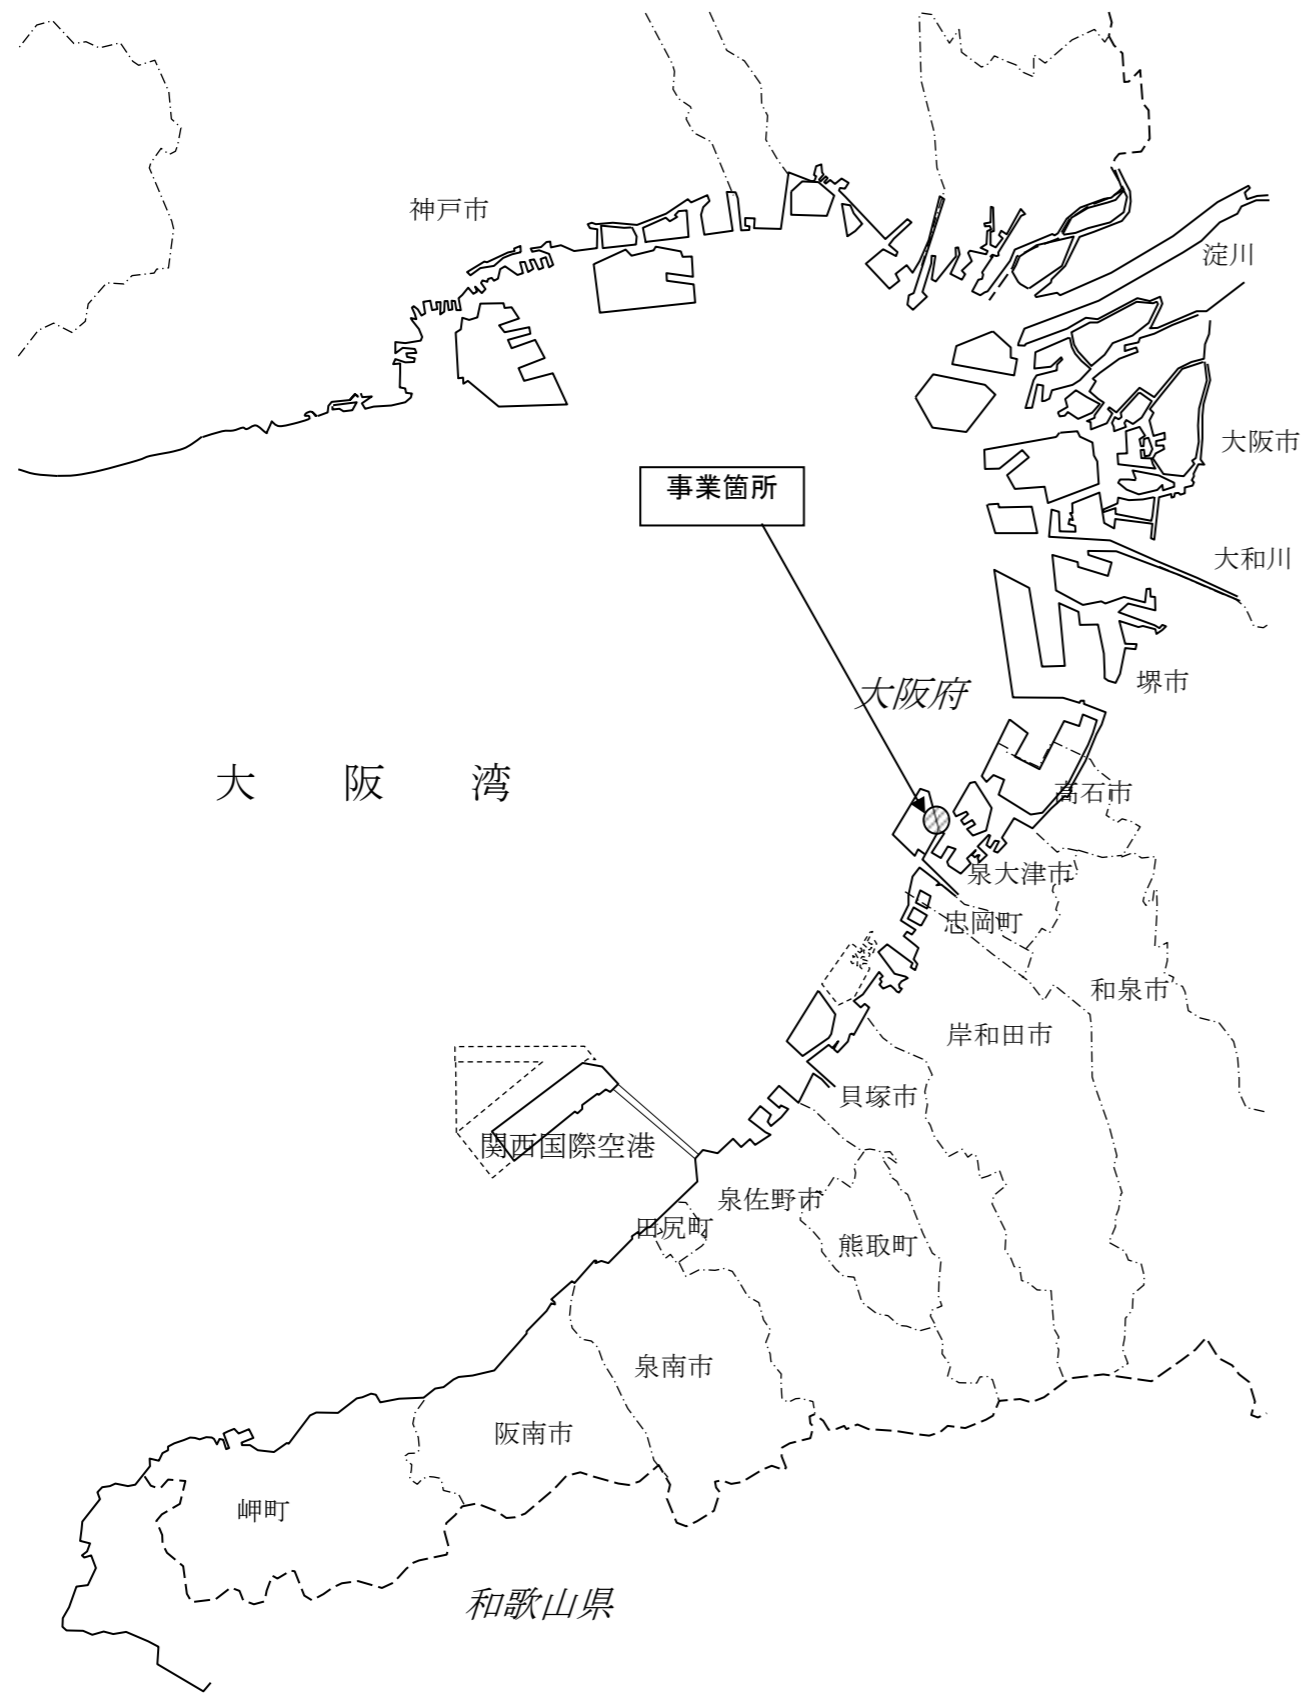 神戸市
淀川
大阪市
事業箇所
大和川
堺市
大阪府
大阪湾
高石市
泉大津市
忠岡町
和泉市
岸和田市
貝塚市
関西国際空港
泉佐野市
田尻町
熊取町
泉南市
阪南市
岬町
和歌山県